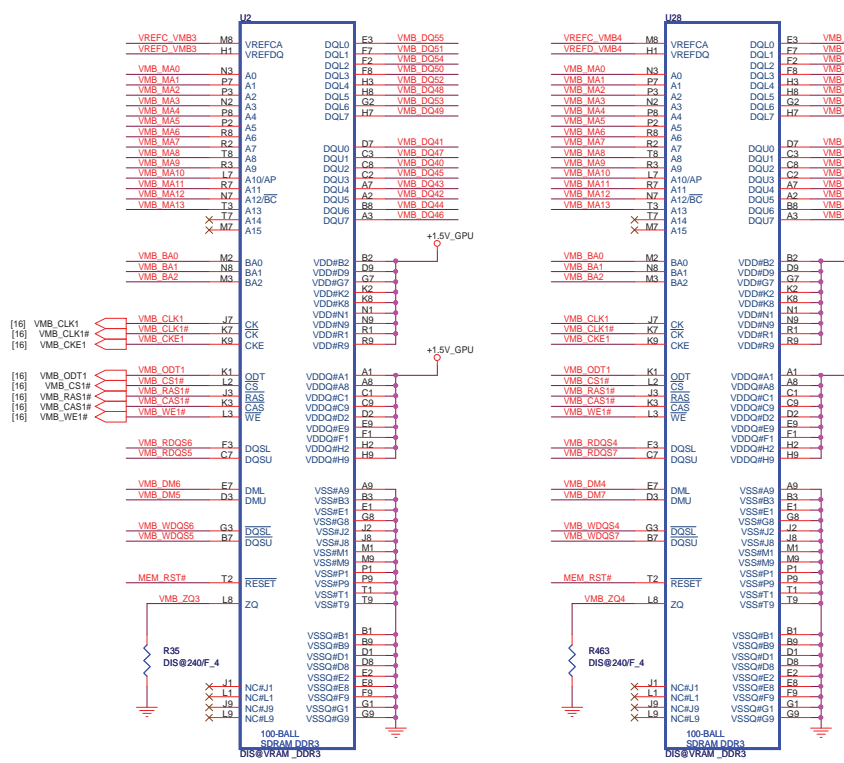 U2
VREFC_VMB3 M8 VREFCA DQL0 E3 VMB_DQ55
VREFD_VMB3 H1 VREFDQ DQL1 F7 VMB_DQ51
DQL2 F2 VMB_DQ54
VMB_MA0 N3 A0 DQL3 F8 VMB_DQ50
VMB_MA1 P7 A1 DQL4 H3 VMB_DQ52
VMB_MA2 P3 A2 DQL5 H8 VMB_DQ48
VMB_MA3 N2 A3 DQL6 G2 VMB_DQ53
VMB_MA4 P8 A4 DQL7 H7 VMB_DQ49
VMB_MA5 P2 A5
VMB_MA6 R8 A6
VMB_MA7 R2 A7 DQU0 D7 VMB_DQ41
VMB_MA8 T8 A8 DQU1 C3 VMB_DQ47
VMB_MA9 R3 A9 DQU2 C8 VMB_DQ40
VMB_MA10 L7 A10/AP DQU3 C2 VMB_DQ45
VMB_MA11 R7 A11 DQU4 A7 VMB_DQ43
VMB_MA12 N7 A12/BC DQU5 A2 VMB_DQ42
VMB_MA13 T3 A13 DQU6 B8 VMB_DQ44
T7 A14 DQU7 A3 VMB_DQ46
M7 A15
+1.5V_GPU
VMB_BA0 M2 BA0 VDD#B2 B2
VMB_BA1 N8 BA1 VDD#D9 D9
VMB_BA2 M3 BA2 VDD#G7 G7
VDD#K2 K2
VDD#K8 K8
VDD#N1 N1
[16] VMB_CLK1 VMB_CLK1 J7 CK VDD#N9 N9
[16] VMB_CLK1# VMB_CLK1# K7 CK VDD#R1 R1
[16] VMB_CKE1 VMB_CKE1 K9 CKE VDD#R9 R9
+1.5V_GPU
[16] VMB_ODT1 VMB_ODT1 K1 ODT VDDQ#A1 A1
[16] VMB_CS1# VMB_CS1# L2 CS VDDQ#A8 A8
[16] VMB_RAS1# VMB_RAS1# J3 RAS VDDQ#C1 C1
[16] VMB_CAS1# VMB_CAS1# K3 CAS VDDQ#C9 C9
[16] VMB_WE1# VMB_WE1# L3 WE VDDQ#D2 D2
VDDQ#E9 E9
VDDQ#F1 F1
VMB_RDQS6 F3 DQSL VDDQ#H2 H2
VMB_RDQS5 C7 DQSU VDDQ#H9 H9
VMB_DM6 E7 DML VSS#A9 A9
VMB_DM5 D3 DMU VSS#B3 B3
VSS#E1 E1
VSS#G8 G8
VMB_WDQS6 G3 DQSL VSS#J2 J2
VMB_WDQS5 B7 DQSU VSS#J8 J8
VSS#M1 M1
VSS#M9 M9
VSS#P1 P1
MEM_RST# T2 RESET VSS#P9 P9
VSS#T1 T1
VMB_ZQ3 L8 ZQ VSS#T9 T9
VSSQ#B1 B1
VSSQ#B9 B9
R35 VSSQ#D1 D1
DIS@240/F_4 VSSQ#D8 D8
VSSQ#E2 E2
J1 NC#J1 VSSQ#E8 E8
L1 NC#L1 VSSQ#F9 F9
J9 NC#J9 VSSQ#G1 G1
L9 NC#L9 VSSQ#G9 G9
100-BALL
SDRAM DDR3
DIS@VRAM _DDR3
U28
VREFC_VMB4 M8 VREFCA DQL0 E3 VMB_
VREFD_VMB4 H1 VREFDQ DQL1 F7 VMB_
DQL2 F2 VMB_
VMB_MA0 N3 A0 DQL3 F8 VMB_
VMB_MA1 P7 A1 DQL4 H3 VMB_
VMB_MA2 P3 A2 DQL5 H8 VMB_
VMB_MA3 N2 A3 DQL6 G2 VMB_
VMB_MA4 P8 A4 DQL7 H7 VMB_
VMB_MA5 P2 A5
VMB_MA6 R8 A6
VMB_MA7 R2 A7 DQU0 D7 VMB_
VMB_MA8 T8 A8 DQU1 C3 VMB_
VMB_MA9 R3 A9 DQU2 C8 VMB_
VMB_MA10 L7 A10/AP DQU3 C2 VMB_
VMB_MA11 R7 A11 DQU4 A7 VMB_
VMB_MA12 N7 A12/BC DQU5 A2 VMB_
VMB_MA13 T3 A13 DQU6 B8 VMB_
T7 A14 DQU7 A3 VMB_
M7 A15
VMB_BA0 M2 BA0 VDD#B2 B2
VMB_BA1 N8 BA1 VDD#D9 D9
VMB_BA2 M3 BA2 VDD#G7 G7
VDD#K2 K2
VDD#K8 K8
VDD#N1 N1
VMB_CLK1 J7 CK VDD#N9 N9
VMB_CLK1# K7 CK VDD#R1 R1
VMB_CKE1 K9 CKE VDD#R9 R9
VMB_ODT1 K1 ODT VDDQ#A1 A1
VMB_CS1# L2 CS VDDQ#A8 A8
VMB_RAS1# J3 RAS VDDQ#C1 C1
VMB_CAS1# K3 CAS VDDQ#C9 C9
VMB_WE1# L3 WE VDDQ#D2 D2
VDDQ#E9 E9
VDDQ#F1 F1
VMB_RDQS4 F3 DQSL VDDQ#H2 H2
VMB_RDQS7 C7 DQSU VDDQ#H9 H9
VMB_DM4 E7 DML VSS#A9 A9
VMB_DM7 D3 DMU VSS#B3 B3
VSS#E1 E1
VSS#G8 G8
VMB_WDQS4 G3 DQSL VSS#J2 J2
VMB_WDQS7 B7 DQSU VSS#J8 J8
VSS#M1 M1
VSS#M9 M9
VSS#P1 P1
MEM_RST# T2 RESET VSS#P9 P9
VSS#T1 T1
VMB_ZQ4 L8 ZQ VSS#T9 T9
VSSQ#B1 B1
VSSQ#B9 B9
R463 VSSQ#D1 D1
DIS@240/F_4 VSSQ#D8 D8
VSSQ#E2 E2
J1 NC#J1 VSSQ#E8 E8
L1 NC#L1 VSSQ#F9 F9
J9 NC#J9 VSSQ#G1 G1
L9 NC#L9 VSSQ#G9 G9
100-BALL
SDRAM DDR3
DIS@VRAM _DDR3